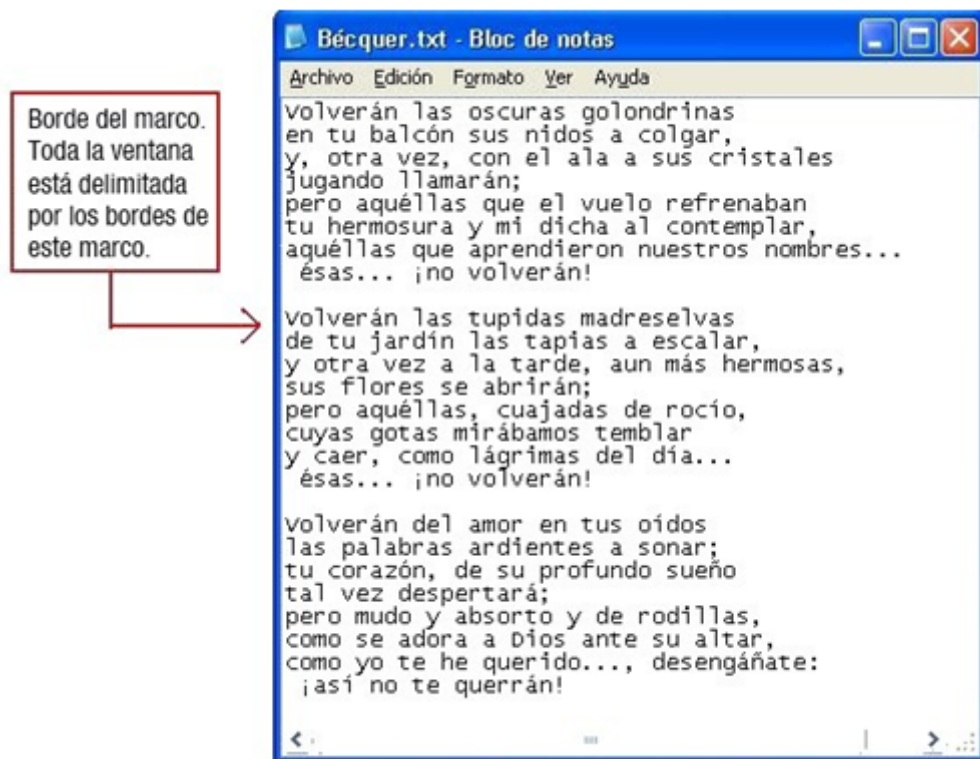 Bécquer.txt - Bloc de notas
Archivo Edición Formato Ver Ayuda
Borde del marco.
Toda la ventana
está delimitada
por los bordes de
este marco.
Volverán las oscuras golondrinas
en tu balcón sus nidos a colgar,
y, otra vez, con el ala a sus cristales
jugando llamarán;
pero aquéllas que el vuelo refrenaban
tu hermosura y mi dicha al contemplar,
aquéllas que aprendieron nuestros nombres...
ésas... ¡no volverán!
Volverán las tupidas madreselvas
de tu jardín las tapias a escalar,
y otra vez a la tarde, aun más hermosas,
sus flores se abrirán;
pero aquéllas, cuajadas de rocío,
cuyas gotas mirábamos temblar
y caer, como lágrimas del día...
ésas... ¡no volverán!
Volverán del amor en tus oídos
las palabras ardientes a sonar;
tu corazón, de su profundo sueño
tal vez despertará;
pero mudo y absorto y de rodillas,
como se adora a Dios ante su altar,
como yo te he querido..., desengáñate:
¡así no te querrán!